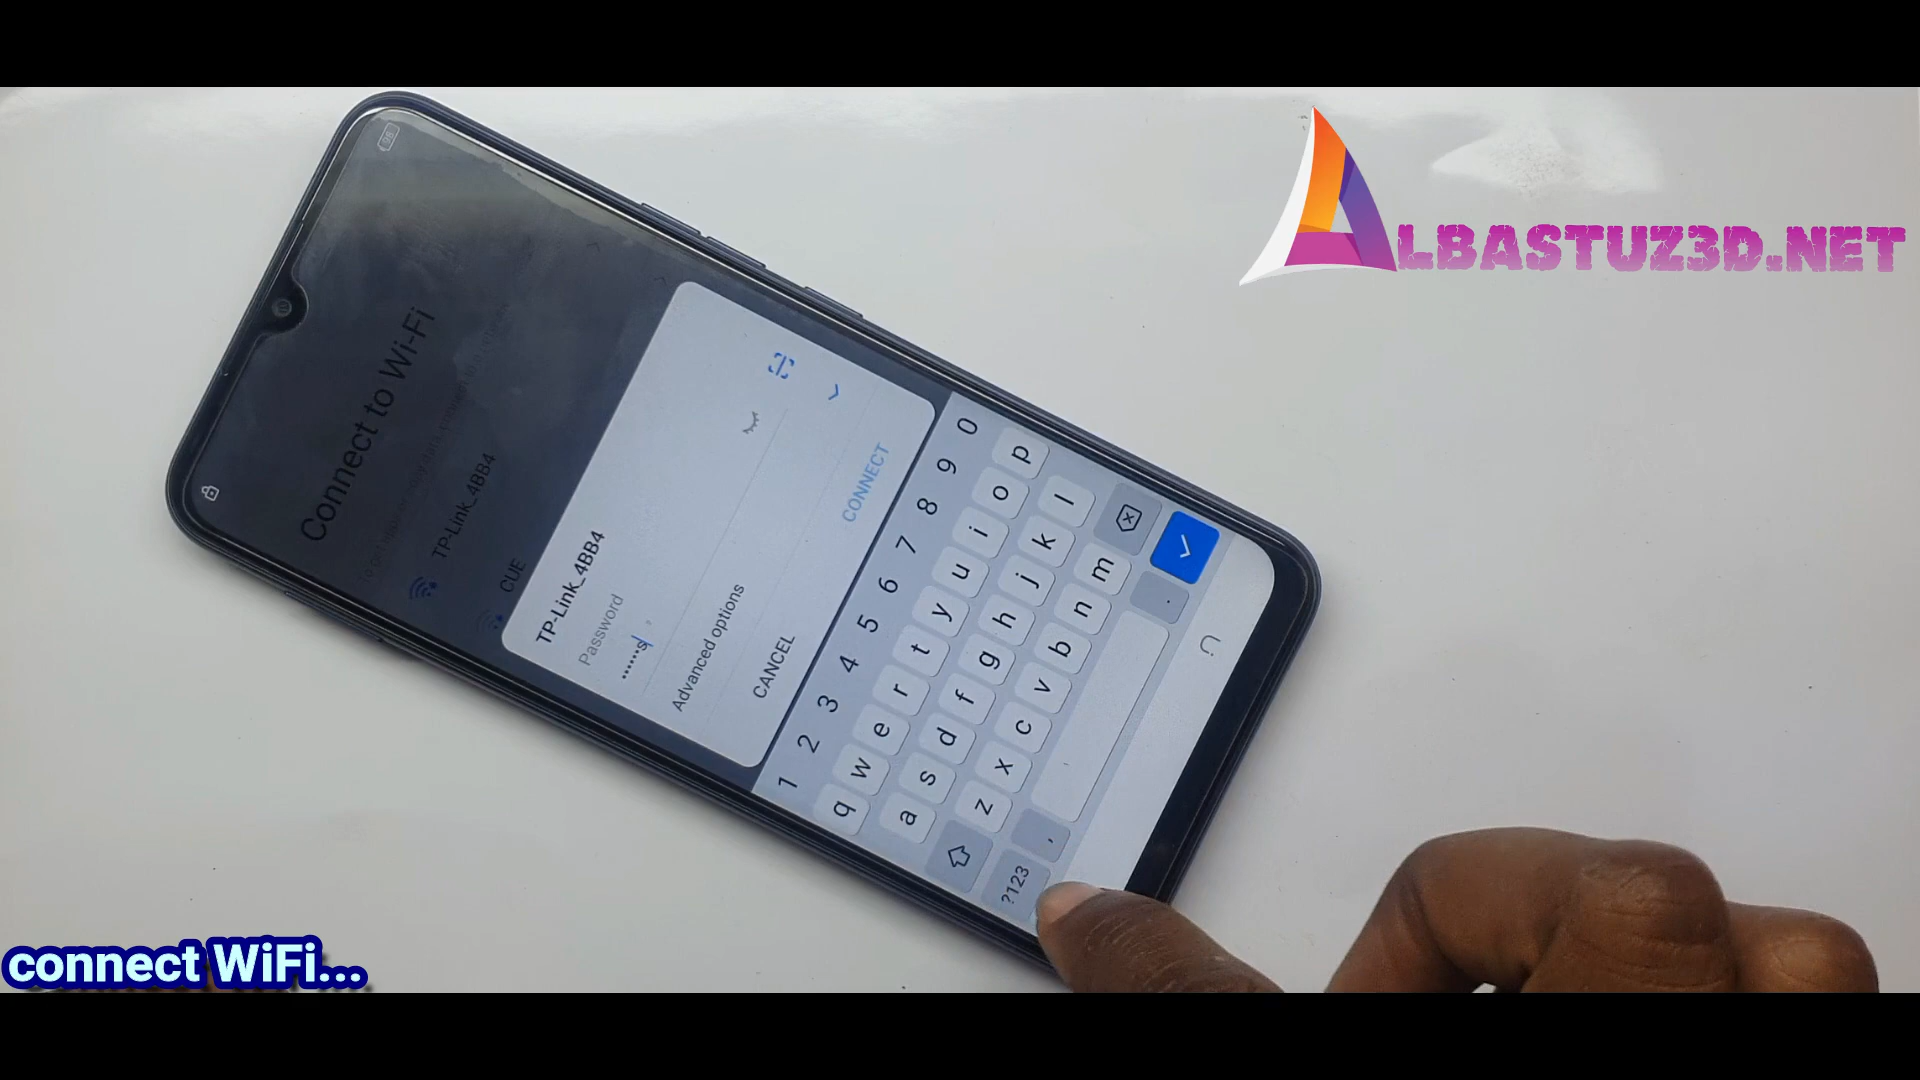 ALBASTUZ3D.NET
98
Connect to Wi-Fi
TP-Link_4BB4
CUE
TP-Link_4BB4
Password
••••••s
Advanced options
CANCEL CONNECT
1 2 3 4 5 6 7 8 9 0
q w e r t y u i o p
a s d f g h j k l
z x c v b n m
?123 , .
connect WiFi...